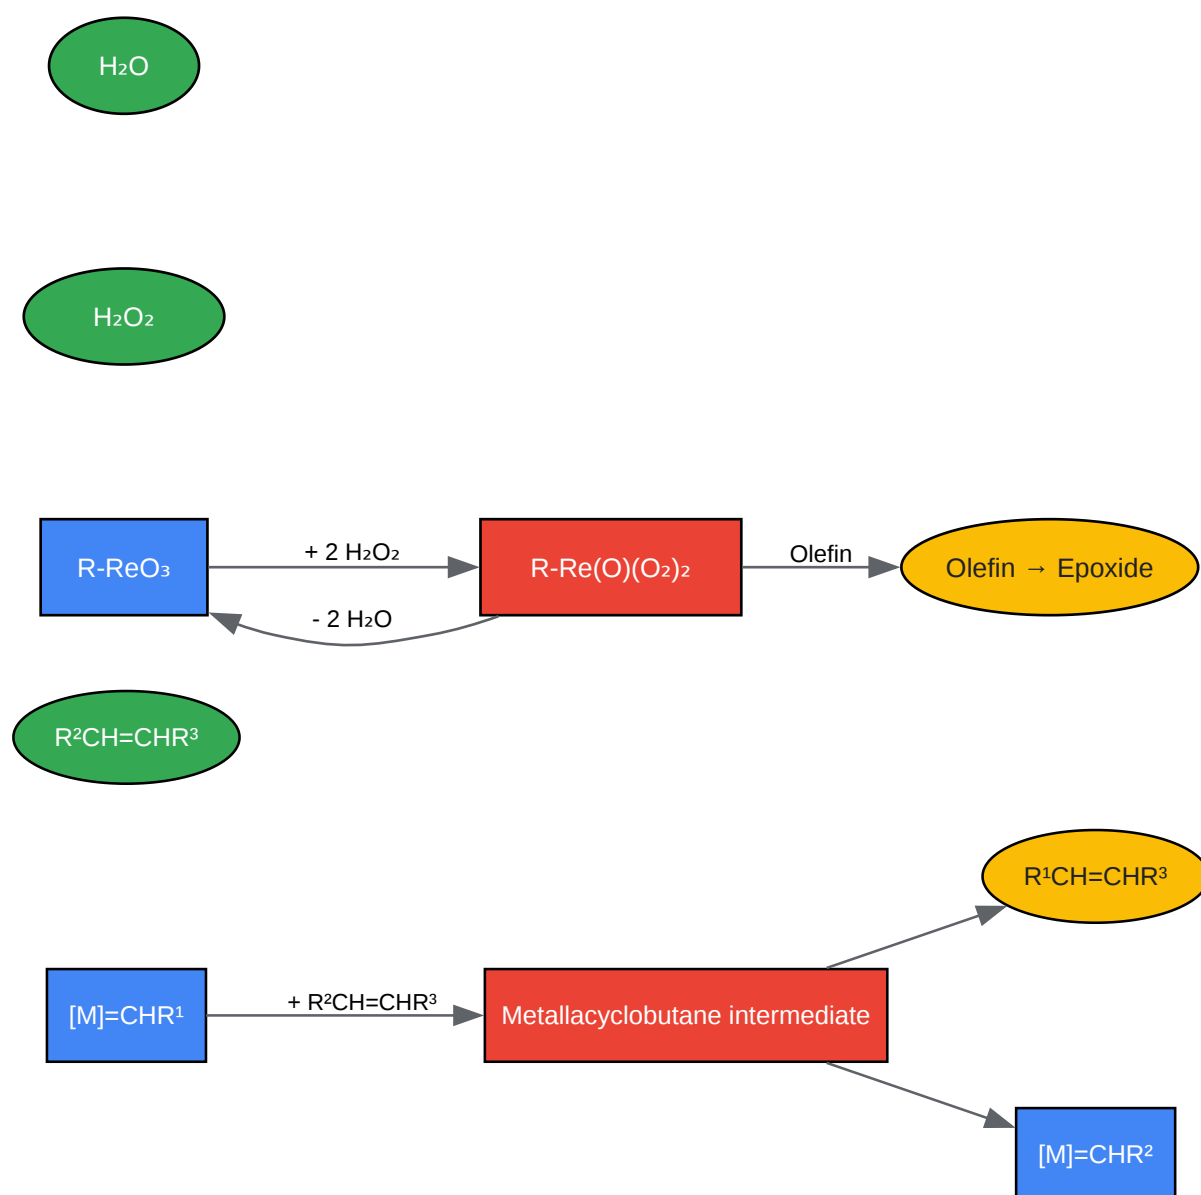 H₂O
H₂O₂
R-ReO₃
+ 2 H₂O₂
- 2 H₂O
R-Re(O)(O₂)₂
Olefin
Olefin → Epoxide
R²CH=CHR³
R¹CH=CHR³
[M]=CHR¹
+ R²CH=CHR³
Metallacyclobutane intermediate
[M]=CHR²